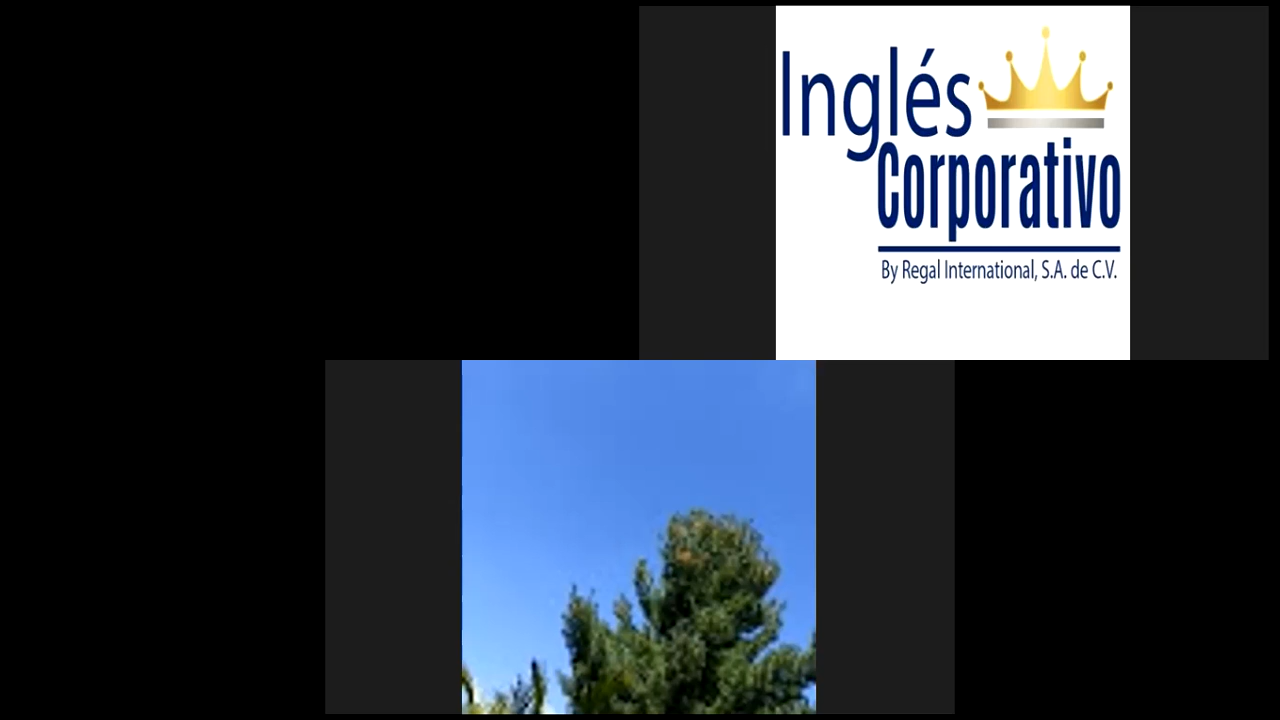 Inglés
Corporativo
By Regal International, S.A. de C.V.